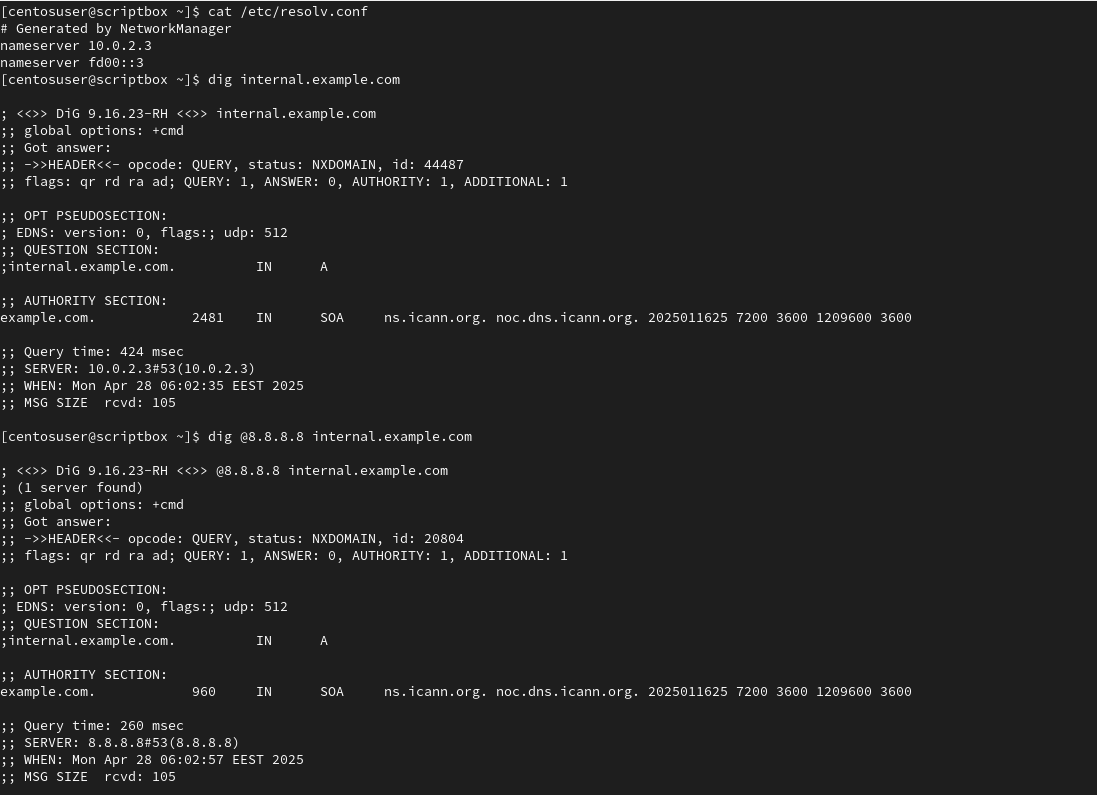 [centosuser@scriptbox ~]$ cat /etc/resolv.conf
# Generated by NetworkManager
nameserver 10.0.2.3
nameserver fd00::3
[centosuser@scriptbox ~]$ dig internal.example.com

; <<>> DiG 9.16.23-RH <<>> internal.example.com
;; global options: +cmd
;; Got answer:
;; ->>HEADER<<- opcode: QUERY, status: NXDOMAIN, id: 44487
;; flags: qr rd ra ad; QUERY: 1, ANSWER: 0, AUTHORITY: 1, ADDITIONAL: 1

;; OPT PSEUDOSECTION:
; EDNS: version: 0, flags:; udp: 512
;; QUESTION SECTION:
;internal.example.com.		IN	A

;; AUTHORITY SECTION:
example.com.		2481	IN	SOA	ns.icann.org. noc.dns.icann.org. 2025011625 7200 3600 1209600 3600

;; Query time: 424 msec
;; SERVER: 10.0.2.3#53(10.0.2.3)
;; WHEN: Mon Apr 28 06:02:35 EEST 2025
;; MSG SIZE  rcvd: 105

[centosuser@scriptbox ~]$ dig @8.8.8.8 internal.example.com

; <<>> DiG 9.16.23-RH <<>> @8.8.8.8 internal.example.com
; (1 server found)
;; global options: +cmd
;; Got answer:
;; ->>HEADER<<- opcode: QUERY, status: NXDOMAIN, id: 20804
;; flags: qr rd ra ad; QUERY: 1, ANSWER: 0, AUTHORITY: 1, ADDITIONAL: 1

;; OPT PSEUDOSECTION:
; EDNS: version: 0, flags:; udp: 512
;; QUESTION SECTION:
;internal.example.com.		IN	A

;; AUTHORITY SECTION:
example.com.		960	IN	SOA	ns.icann.org. noc.dns.icann.org. 2025011625 7200 3600 1209600 3600

;; Query time: 260 msec
;; SERVER: 8.8.8.8#53(8.8.8.8)
;; WHEN: Mon Apr 28 06:02:57 EEST 2025
;; MSG SIZE  rcvd: 105